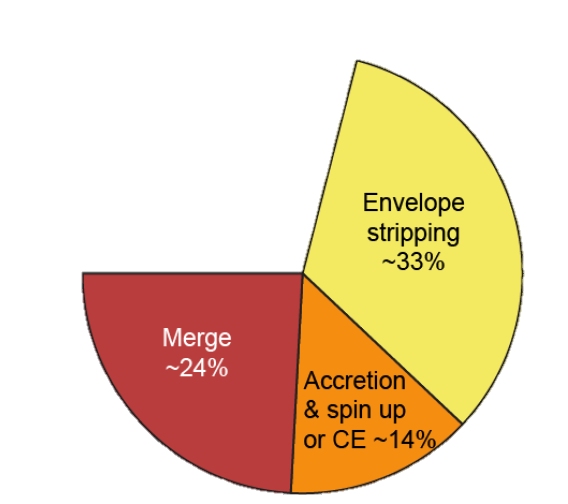 Envelope
stripping
~33%
Merge
~24%
Accretion
& spin up
or CE ~14%